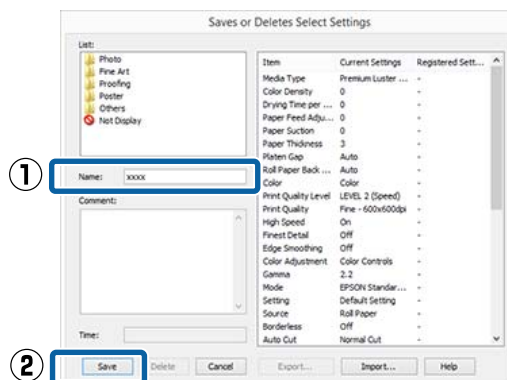 Saves or Deletes Select Settings
List:
Photo
Fine Art
Proofing
Poster
Others
Not Display
① Name: xxxx
Comment:
Time:
Item Current Settings Registered Sett...
Media Type Premium Luster ... -
Color Density 0 -
Drying Time per ... 0 -
Paper Feed Adju... 0 -
Paper Suction 0 -
Paper Thickness 3 -
Platen Gap Auto -
Roll Paper Back ... Auto -
Color Color -
Print Quality Level LEVEL 2 (Speed) -
Print Quality Fine - 600x600dpi -
High Speed On -
Finest Detail Off -
Edge Smoothing Off -
Color Adjustment Color Controls -
Gamma 2.2 -
Mode EPSON Standar... -
Setting Default Setting -
Source Roll Paper -
Borderless Off -
Auto Cut Normal Cut -
② Save Delete Cancel Export... Import... Help